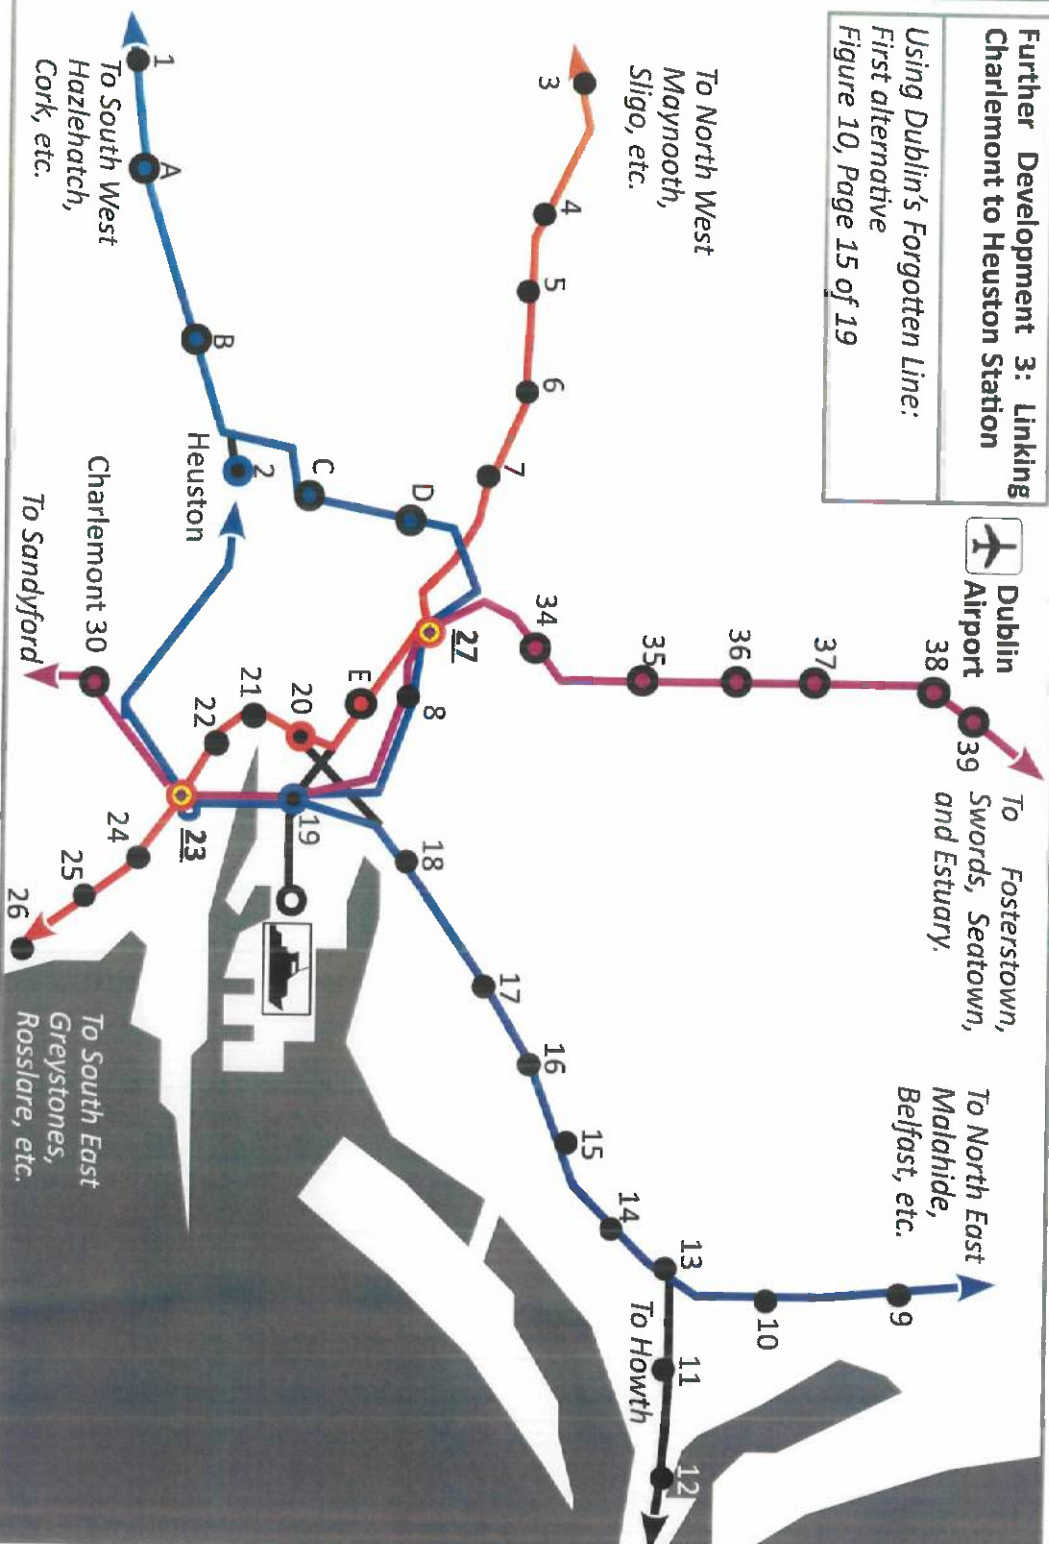 Further Development 3: Linking
Charlemont to Heuston Station
Using Dublin's Forgotten Line:
First alternative
Figure 10, Page 15 of 19
Dublin
Airport
To North West
Maynooth,
Sligo, etc.
To Fosterstown,
Swords, Seatown,
and Estuary.
To North East
Malahide,
Belfast, etc.
39
38
37
36
35
34
9
10
3
4
5
6
7
27
8
13
11
12
To Howth
14
15
16
17
18
D
C
E
1
A
B
2
Heuston
To South West
Hazlehatch,
Cork, etc.
19
20
21
22
23
24
25
26
Charlemont 30
To Sandyford
To South East
Greystones,
Rosslare, etc.